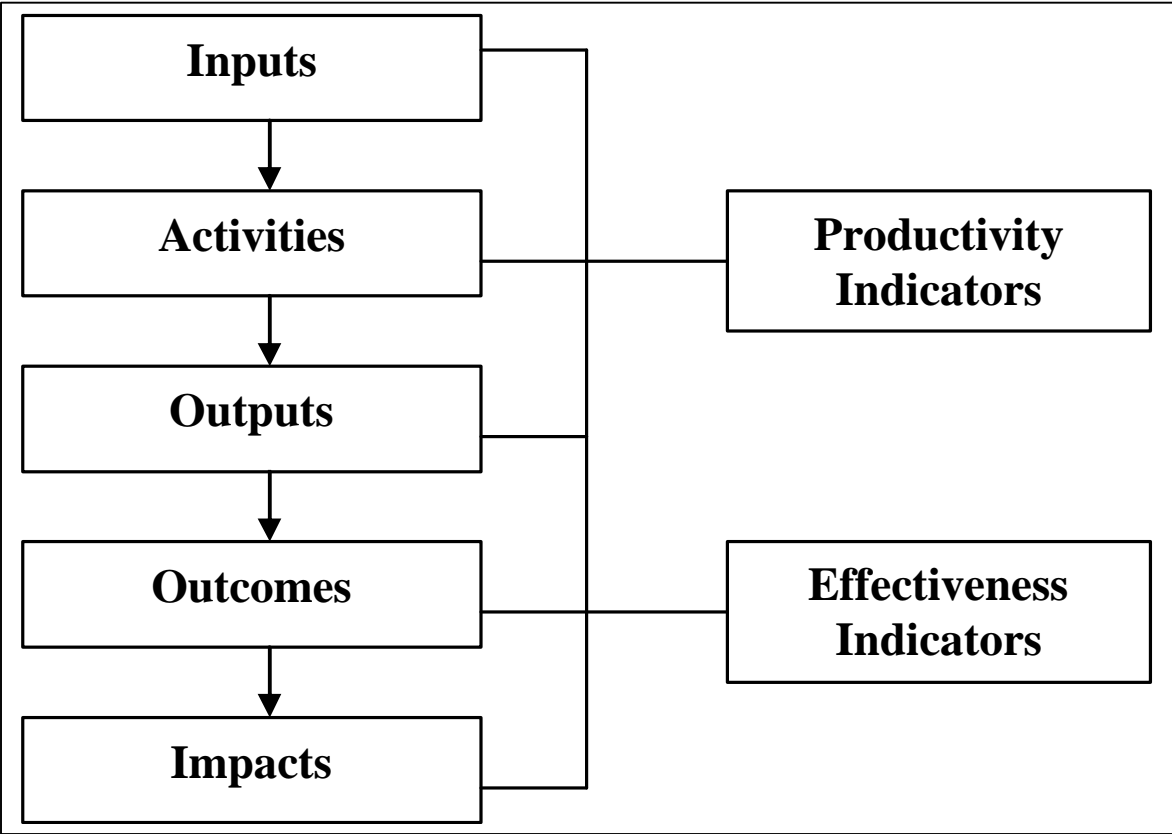 Inputs
Activities
Productivity
Indicators
Outputs
Outcomes
Effectiveness
Indicators
Impacts